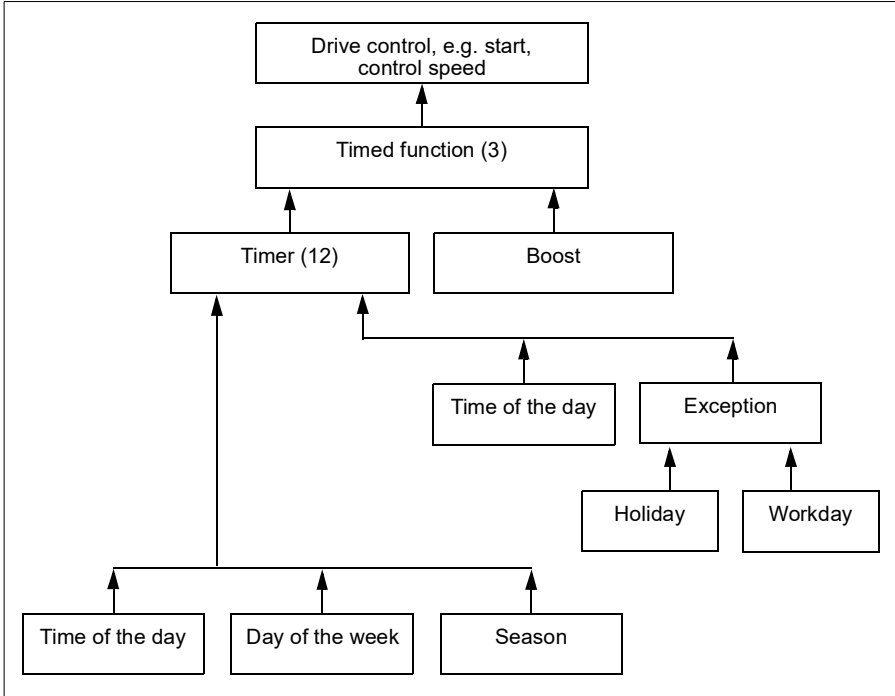 Drive control, e.g. start,
control speed
Timed function (3)
Timer (12)
Boost
Time of the day
Exception
Holiday
Workday
Time of the day
Day of the week
Season